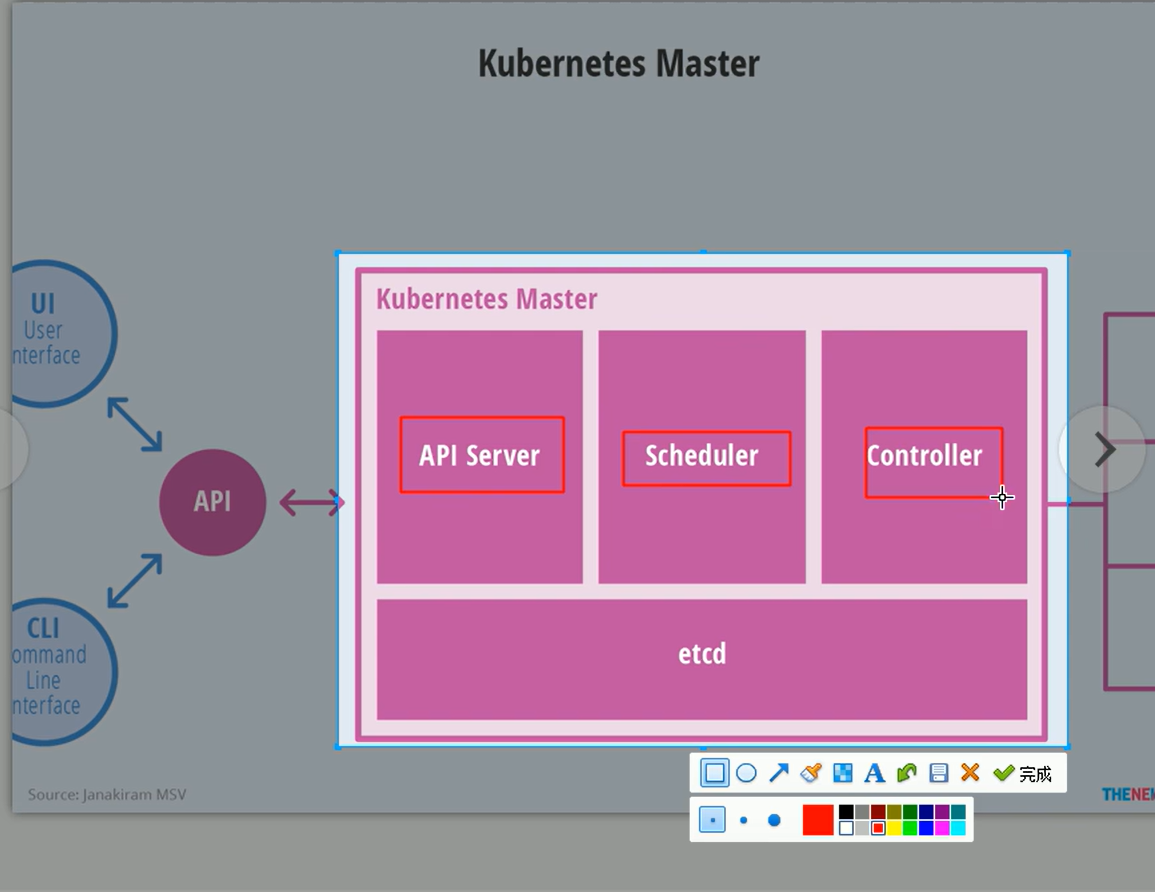 Kubernetes Master
UI
User
nterface
Kubernetes Master
API Server
Scheduler
Controller
API
etcd
CLI
ommand
Line
nterface
A
完成
Source: Janakiram MSV
THENE